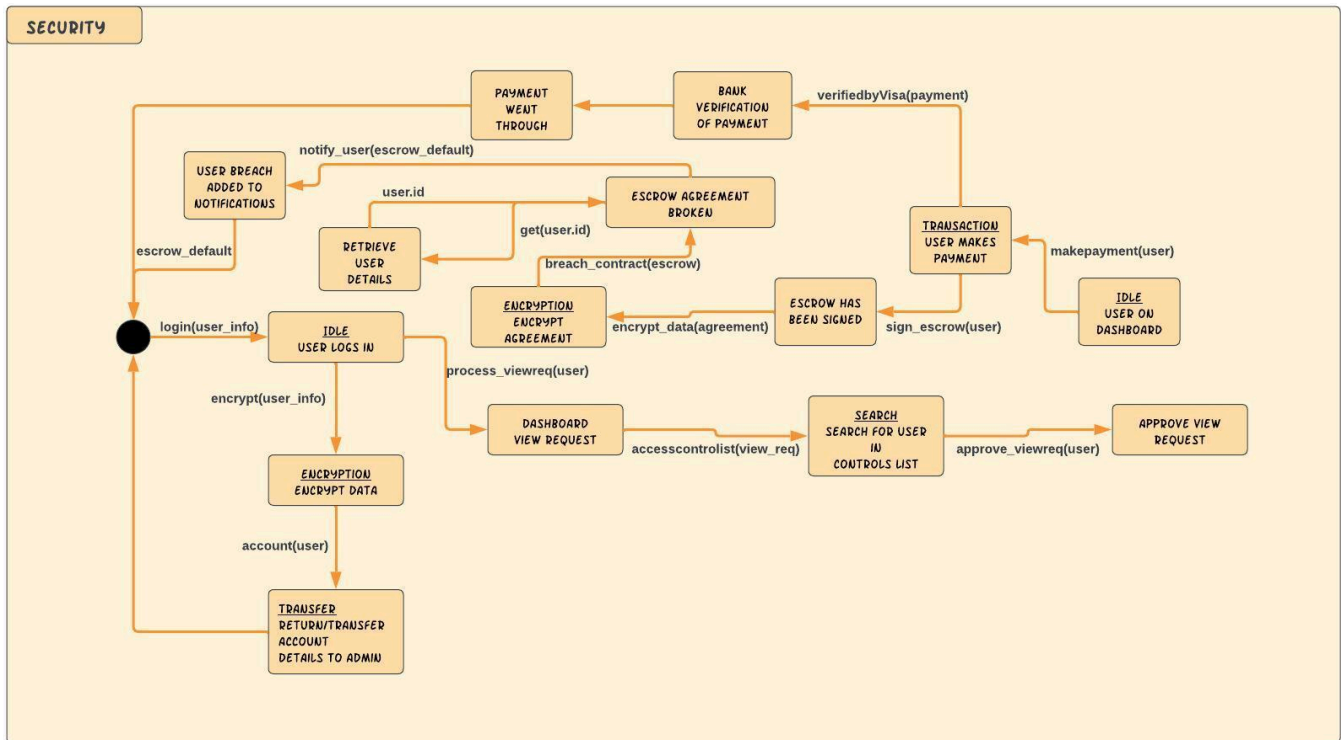 SECURITY
PAYMENT
WENT
THROUGH
BANK
VERIFICATION
OF PAYMENT
verifiedbyVisa(payment)
notify_user(escrow_default)
USER BREACH
ADDED TO
NOTIFICATIONS
user.id
ESCROW AGREEMENT
BROKEN
get(user.id)
TRANSACTION
USER MAKES
PAYMENT
makepayment(user)
escrow_default
RETRIEVE
USER
DETAILS
breach_contract(escrow)
ENCRYPTION
ENCRYPT
AGREEMENT
encrypt_data(agreement)
ESCROW HAS
BEEN SIGNED
sign_escrow(user)
IDLE
USER ON
DASHBOARD
login(user_info)
IDLE
USER LOGS IN
process_viewreq(user)
encrypt(user_info)
DASHBOARD
VIEW REQUEST
accesscontrolist(view_req)
SEARCH
SEARCH FOR USER
IN
CONTROLS LIST
approve_viewreq(user)
APPROVE VIEW
REQUEST
ENCRYPTION
ENCRYPT DATA
account(user)
TRANSFER
RETURN/TRANSFER
ACCOUNT
DETAILS TO ADMIN